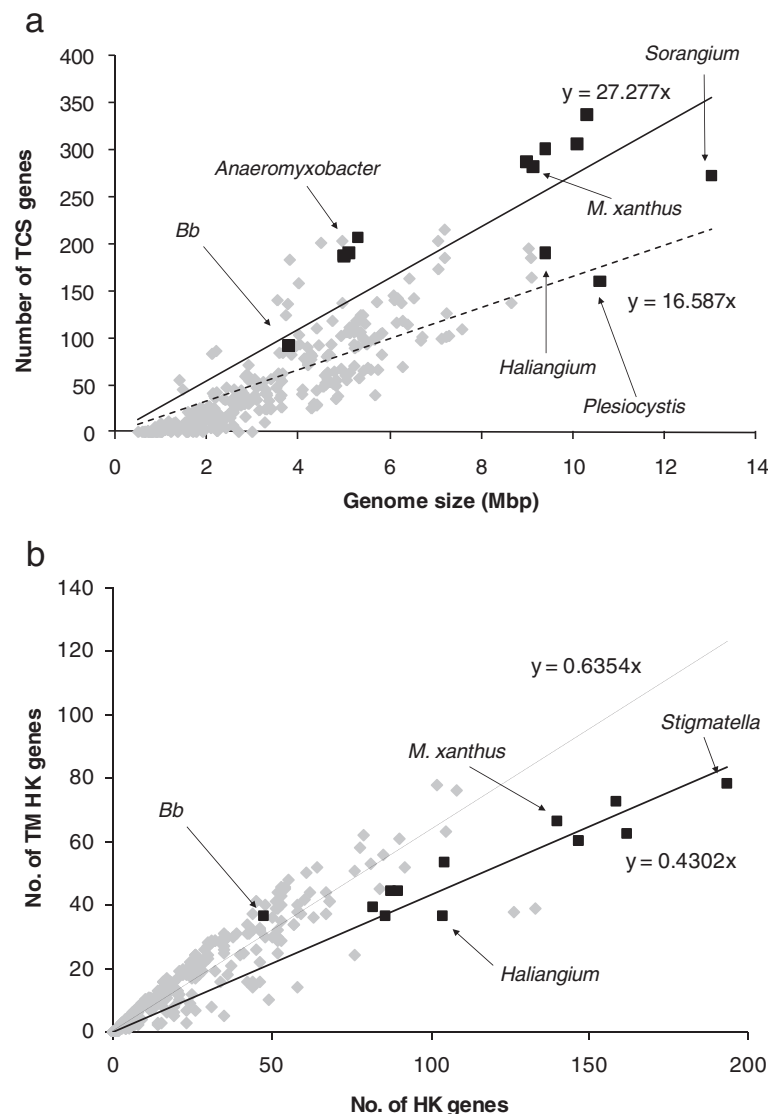 a
400
350
300
250
200
150
100
50
0
Number of TCS genes
Sorangium
y = 27.277x
Anaeromyxobacter
M. xanthus
Bb
y = 16.587x
Haliangium
Plesiocystis
0 2 4 6 8 10 12 14
Genome size (Mbp)
b
140
120
100
80
60
40
20
0
No. of TM HK genes
y = 0.6354x
Stigmatella
M. xanthus
Bb
y = 0.4302x
Haliangium
0 50 100 150 200
No. of HK genes